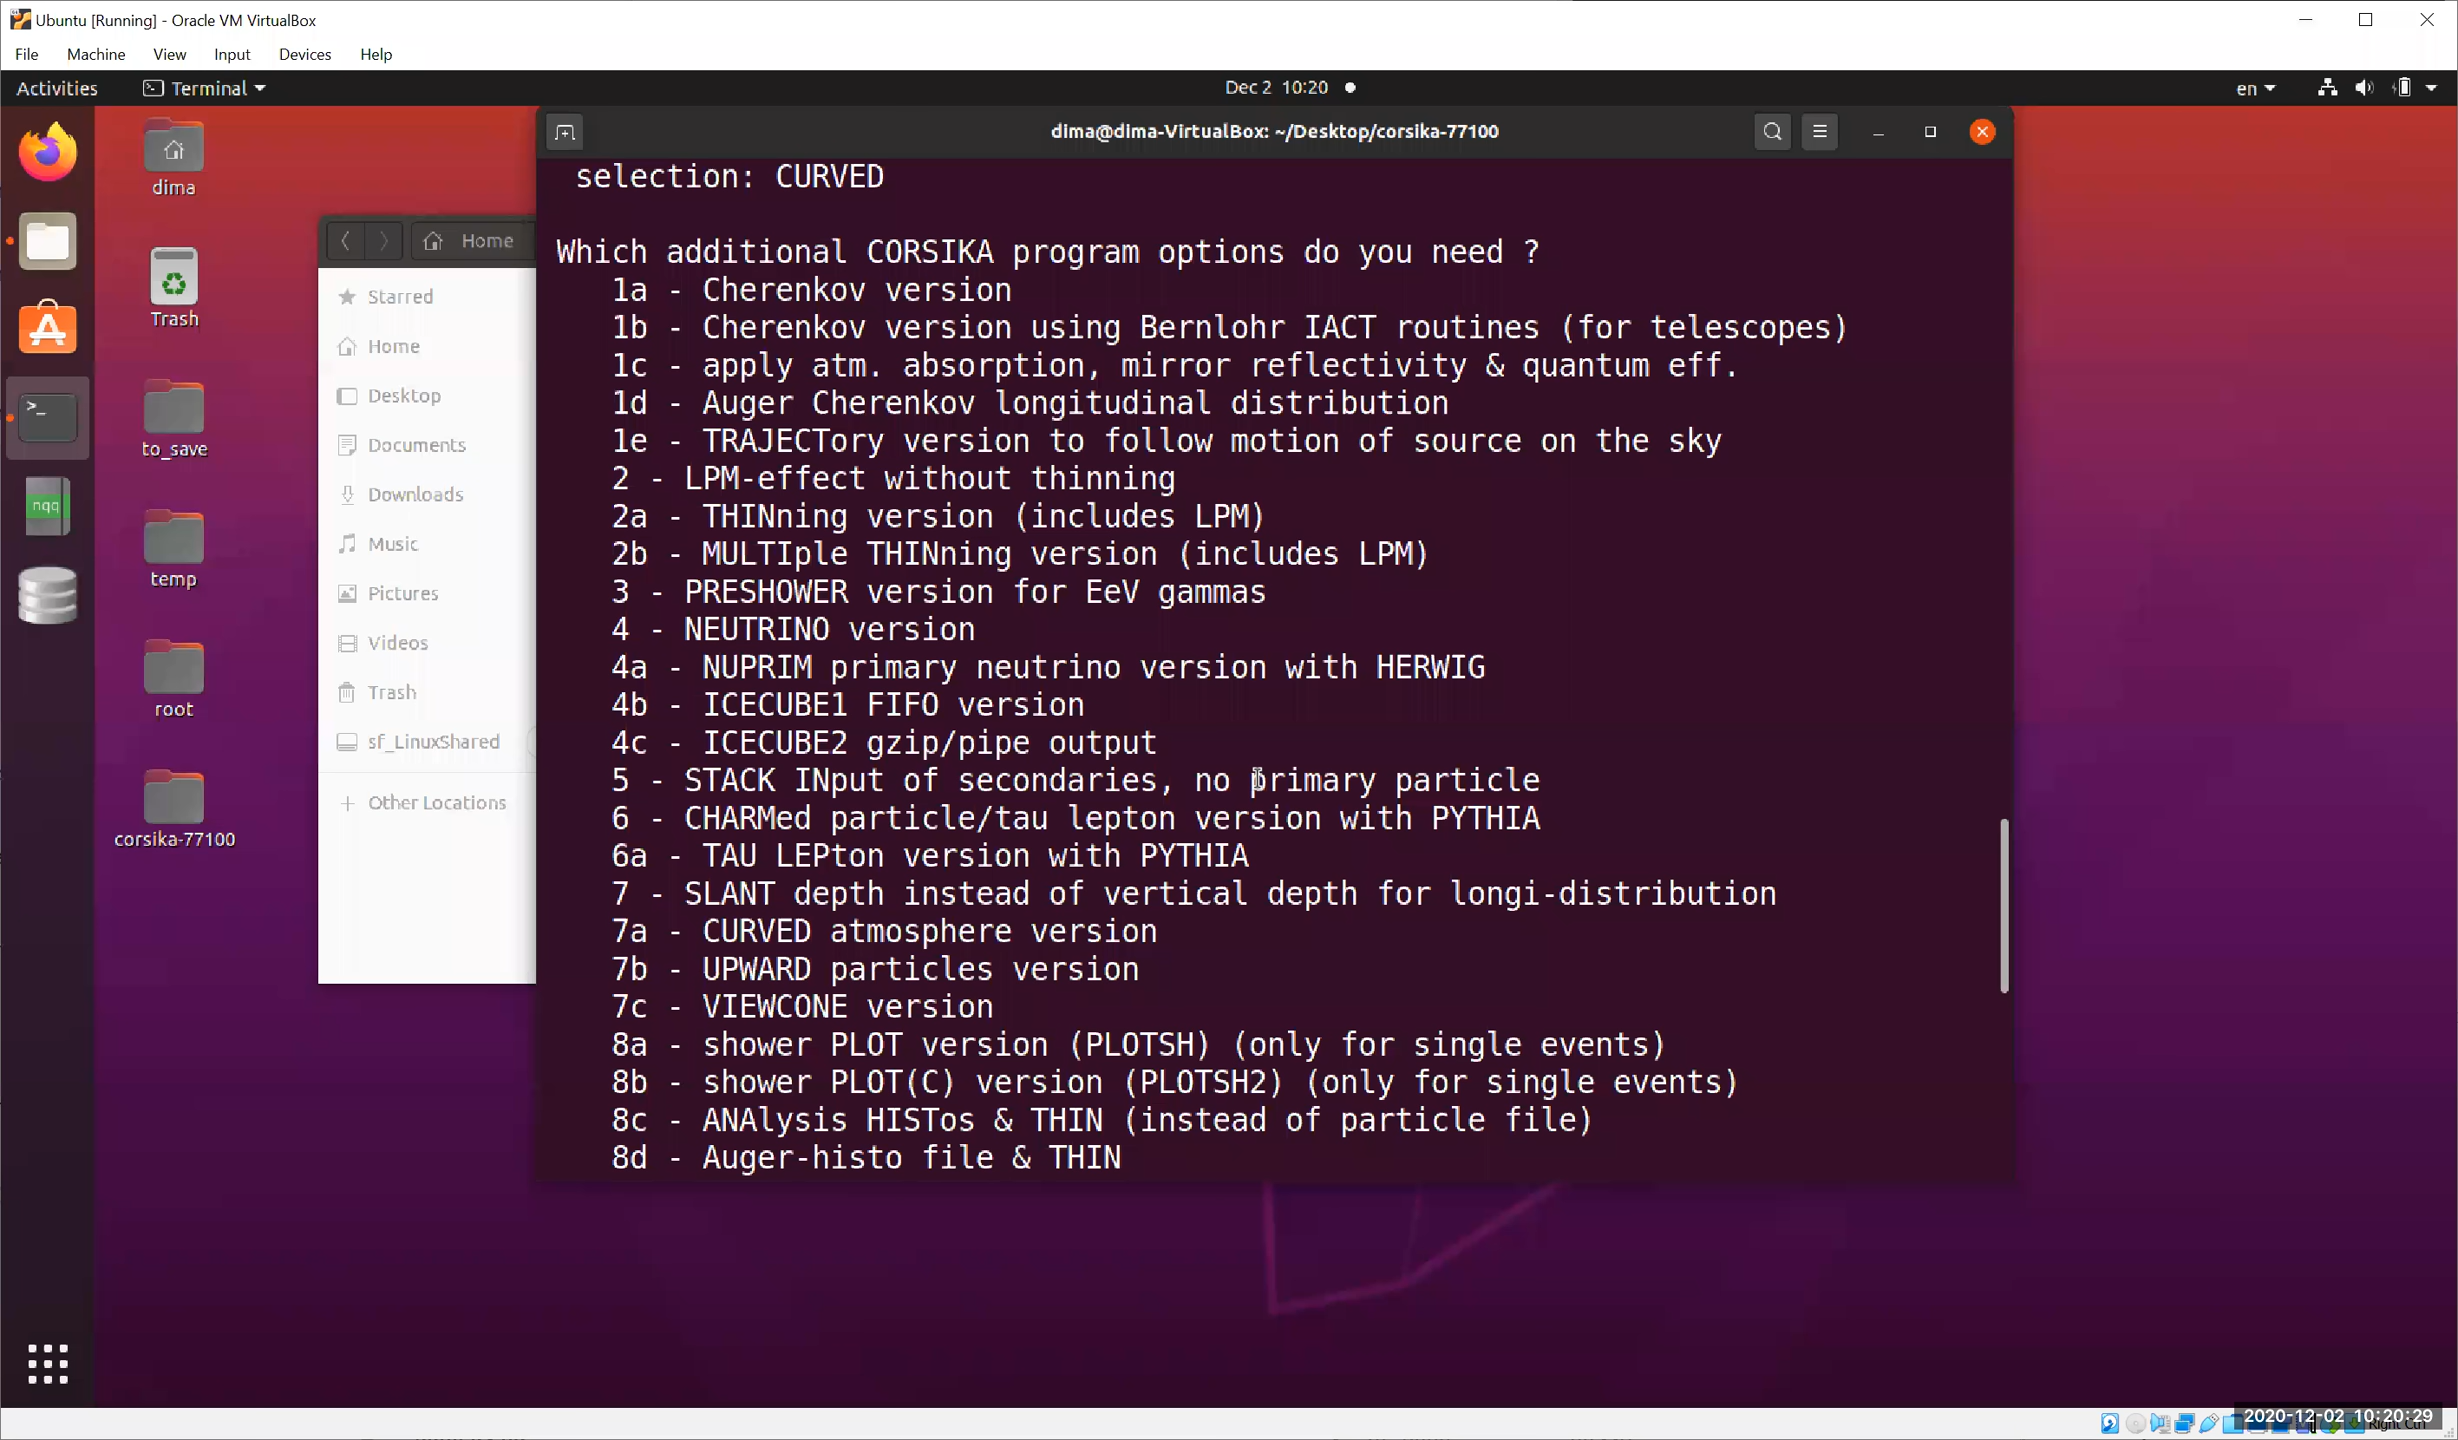 Ubuntu [Running] - Oracle VM VirtualBox
File Machine View Input Devices Help
Activities Terminal Dec 2 10:20 en
dima@dima-VirtualBox: ~/Desktop/corsika-77100
dima
Trash
to_save
temp
root
corsika-77100
nqq
Home
Starred
Home
Desktop
Documents
Downloads
Music
Pictures
Videos
Trash
sf_LinuxShared
+ Other Locations
selection: CURVED
Which additional CORSIKA program options do you need ?
1a - Cherenkov version
1b - Cherenkov version using Bernlohr IACT routines (for telescopes)
1c - apply atm. absorption, mirror reflectivity & quantum eff.
1d - Auger Cherenkov longitudinal distribution
1e - TRAJECTory version to follow motion of source on the sky
2 - LPM-effect without thinning
2a - THINning version (includes LPM)
2b - MULTIple THINning version (includes LPM)
3 - PRESHOWER version for EeV gammas
4 - NEUTRINO version
4a - NUPRIM primary neutrino version with HERWIG
4b - ICECUBE1 FIFO version
4c - ICECUBE2 gzip/pipe output
5 - STACK INput of secondaries, no primary particle
6 - CHARMed particle/tau lepton version with PYTHIA
6a - TAU LEPton version with PYTHIA
7 - SLANT depth instead of vertical depth for longi-distribution
7a - CURVED atmosphere version
7b - UPWARD particles version
7c - VIEWCONE version
8a - shower PLOT version (PLOTSH) (only for single events)
8b - shower PLOT(C) version (PLOTSH2) (only for single events)
8c - ANAlysis HISTos & THIN (instead of particle file)
8d - Auger-histo file & THIN
2020-12-02 10:20:29
Right Ctrl